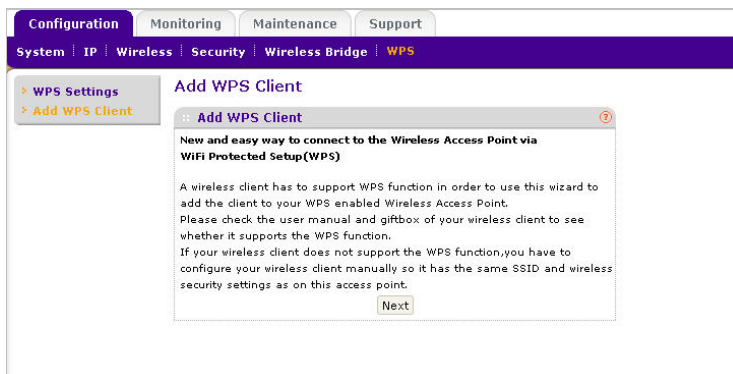 Configuration Monitoring Maintenance Support
System IP Wireless Security Wireless Bridge WPS
WPS Settings
Add WPS Client
Add WPS Client
Add WPS Client ?
New and easy way to connect to the Wireless Access Point via
WiFi Protected Setup(WPS)
A wireless client has to support WPS function in order to use this wizard to
add the client to your WPS enabled Wireless Access Point.
Please check the user manual and giftbox of your wireless client to see
whether it supports the WPS function.
If your wireless client does not support the WPS function,you have to
configure your wireless client manually so it has the same SSID and wireless
security settings as on this access point.
Next